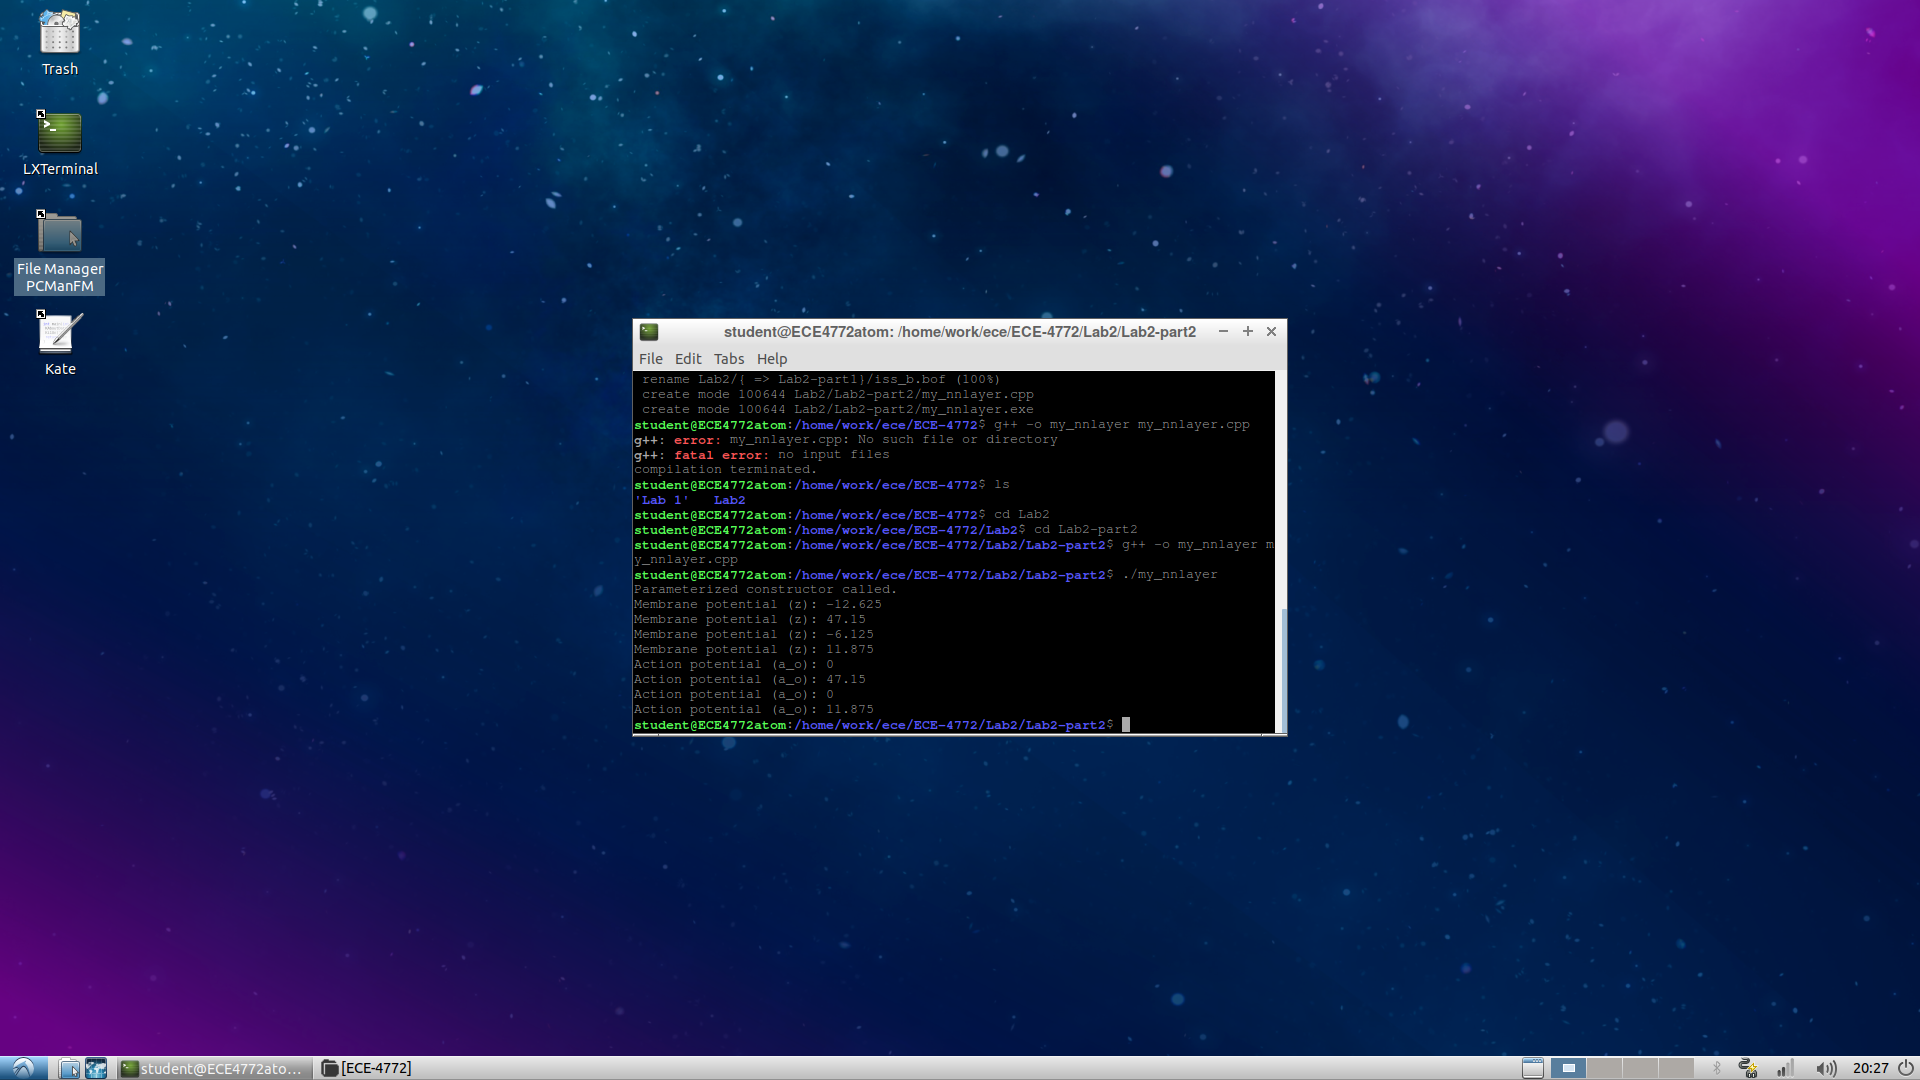 Trash
LXTerminal
File Manager
PCManFM
Kate
student@ECE4772atom: /home/work/ece/ECE-4772/Lab2/Lab2-part2
File Edit Tabs Help
rename Lab2/{ => Lab2-part1}/iss_b.bof (100%)
create mode 100644 Lab2/Lab2-part2/my_nnlayer.cpp
create mode 100644 Lab2/Lab2-part2/my_nnlayer.exe
student@ECE4772atom:/home/work/ece/ECE-4772$ g++ -o my_nnlayer my_nnlayer.cpp
g++: error: my_nnlayer.cpp: No such file or directory
g++: fatal error: no input files
compilation terminated.
student@ECE4772atom:/home/work/ece/ECE-4772$ ls
'Lab 1'   Lab2
student@ECE4772atom:/home/work/ece/ECE-4772$ cd Lab2
student@ECE4772atom:/home/work/ece/ECE-4772/Lab2$ cd Lab2-part2
student@ECE4772atom:/home/work/ece/ECE-4772/Lab2/Lab2-part2$ g++ -o my_nnlayer m
y_nnlayer.cpp
student@ECE4772atom:/home/work/ece/ECE-4772/Lab2/Lab2-part2$ ./my_nnlayer
Parameterized constructor called.
Membrane potential (z): -12.625
Membrane potential (z): 47.15
Membrane potential (z): -6.125
Membrane potential (z): 11.875
Action potential (a_o): 0
Action potential (a_o): 47.15
Action potential (a_o): 0
Action potential (a_o): 11.875
student@ECE4772atom:/home/work/ece/ECE-4772/Lab2/Lab2-part2$
student@ECE4772ato... [ECE-4772] 20:27